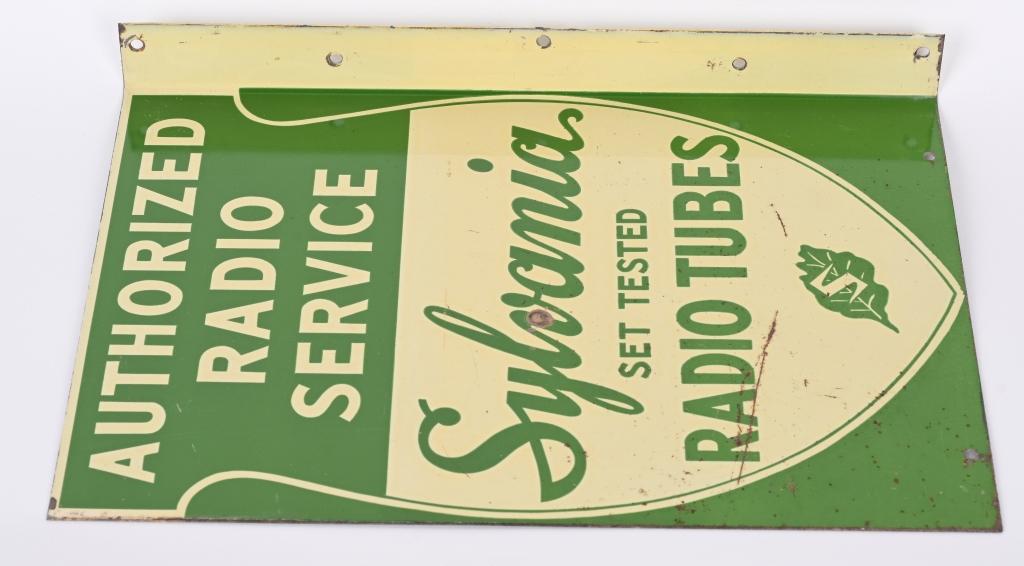 AUTHORIZED
RADIO
SERVICE
Sylvania
SET TESTED
RADIO TUBES
S